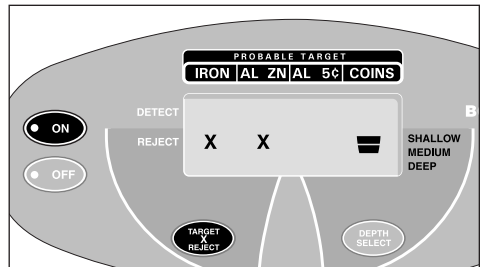 PROBABLE TARGET
IRON AL ZN AL 5¢ COINS
DETECT
B
ON
REJECT X X SHALLOW
MEDIUM
DEEP
OFF
TARGET
X
REJECT
DEPTH
SELECT